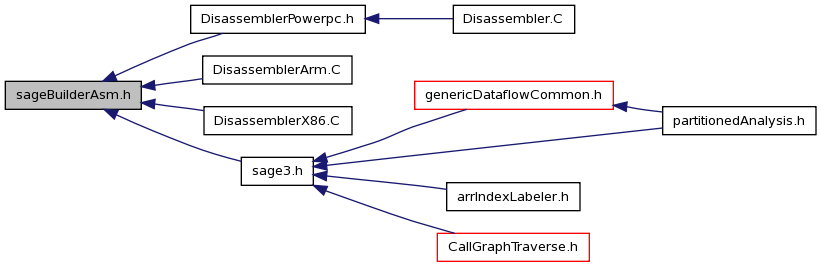 DisassemblerPowerpc.h
Disassembler.C
DisassemblerArm.C
sageBuilderAsm.h
genericDataflowCommon.h
DisassemblerX86.C
partitionedAnalysis.h
sage3.h
arrIndexLabeler.h
CallGraphTraverse.h